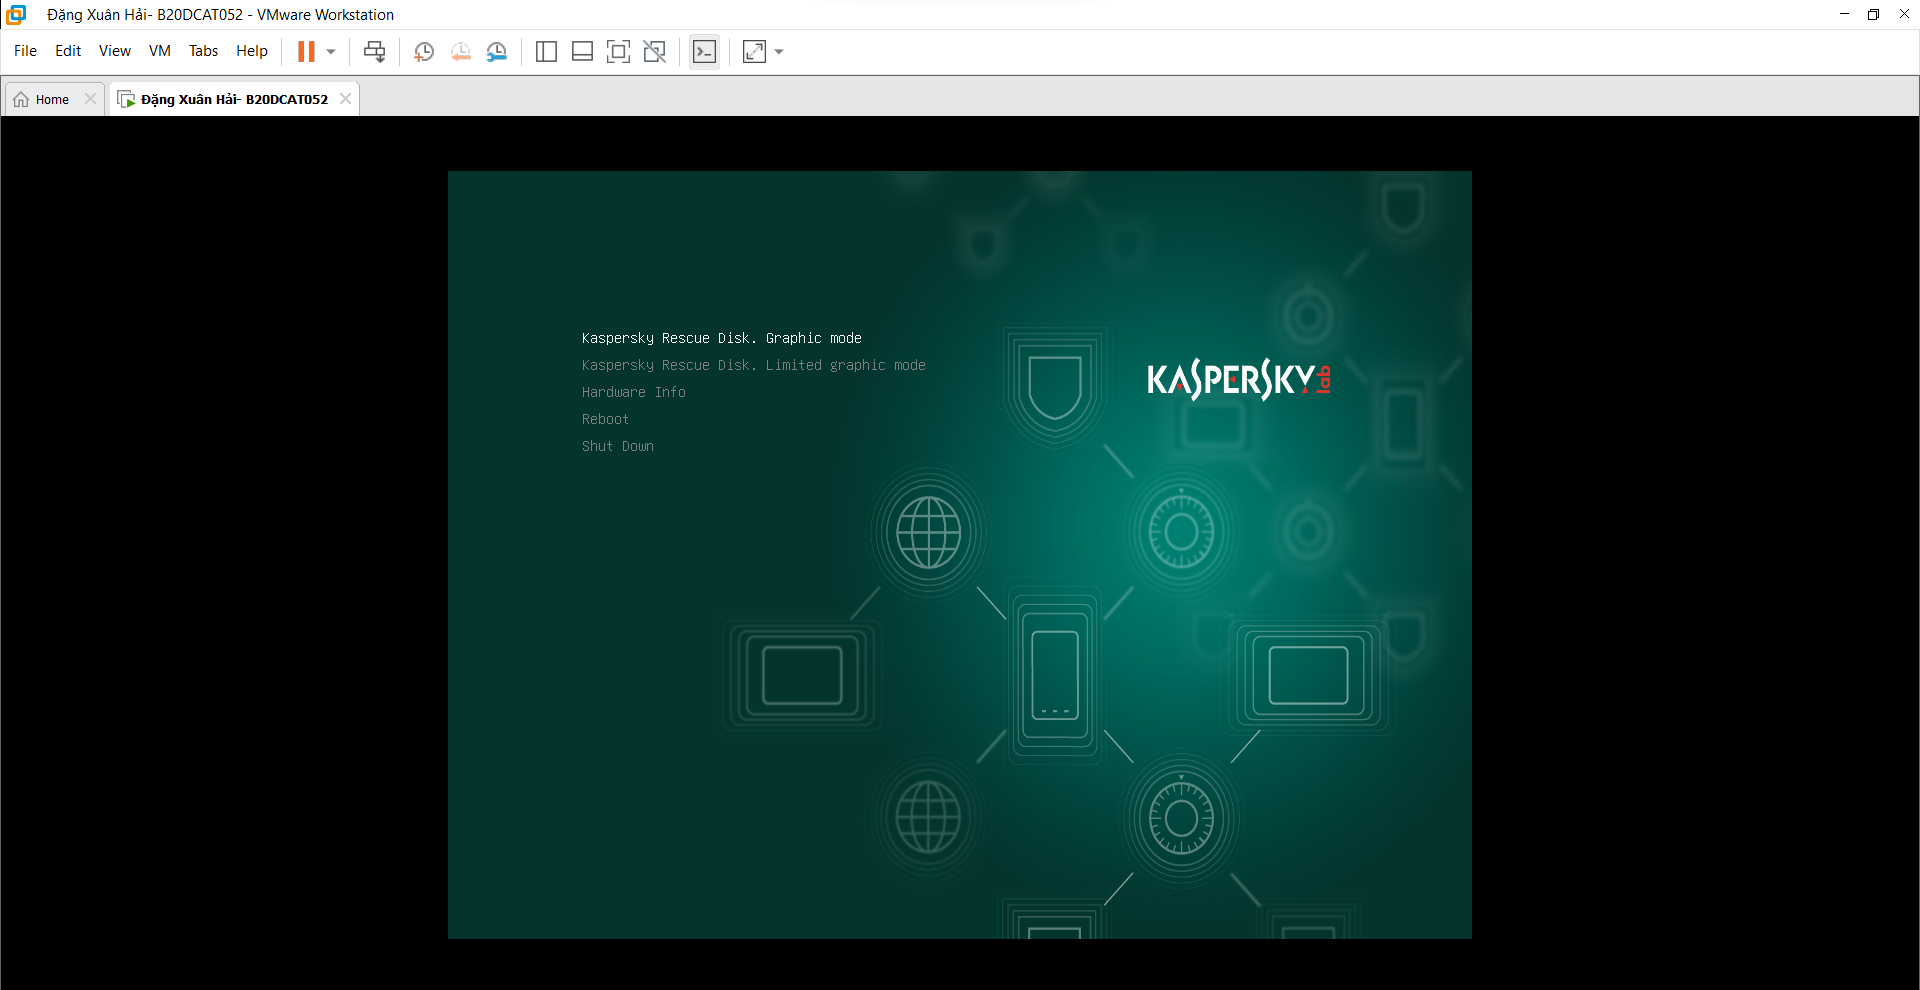 Đặng Xuân Hải- B20DCAT052 - VMware Workstation
File Edit View VM Tabs Help
Home Đặng Xuân Hải- B20DCAT052
Kaspersky Rescue Disk. Graphic mode
Kaspersky Rescue Disk. Limited graphic mode
Hardware Info
Reboot
Shut Down
KASPERSKY lab